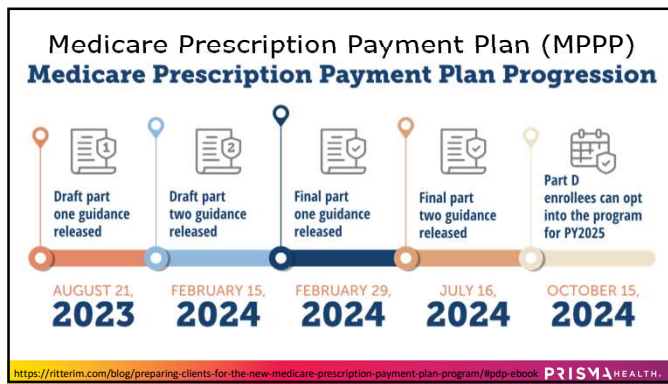 Medicare Prescription Payment Plan (MPPP)
Medicare Prescription Payment Plan Progression
1
Draft part
one guidance
released
AUGUST 21,
2023
2
Draft part
two guidance
released
FEBRUARY 15,
2024
Final part
one guidance
released
FEBRUARY 29,
2024
Final part
two guidance
released
JULY 16,
2024
Part D
enrollees can opt
into the program
for PY2025
OCTOBER 15,
2024
https://ritterim.com/blog/preparing-clients-for-the-new-medicare-prescription-payment-plan-program/#pdp-ebook
PRISMA HEALTH.